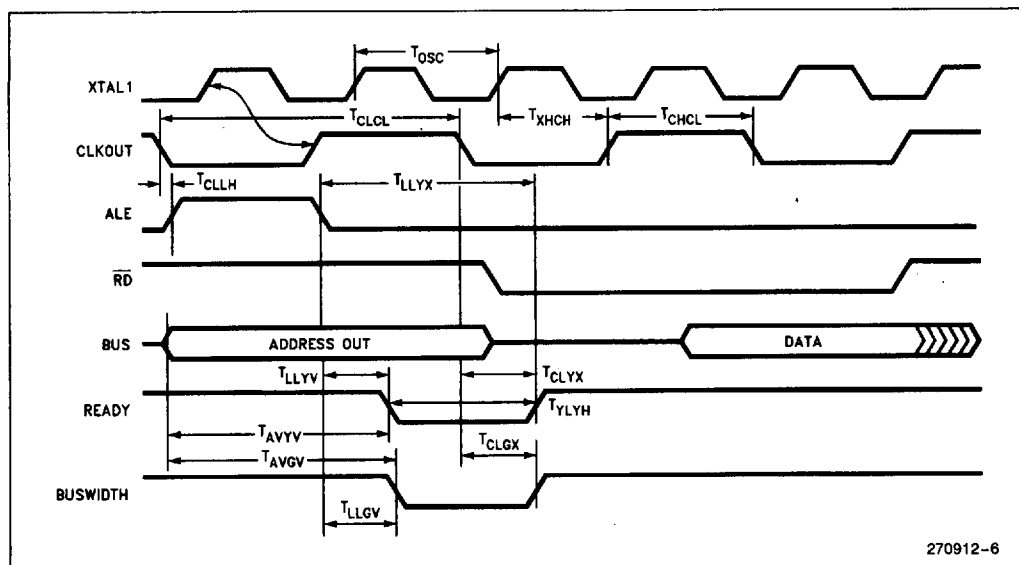 T_OSC
XTAL1
T_CLCL
T_XHCH
T_CHCL
CLKOUT
T_CLLH
T_LLYX
ALE
RD
BUS
ADDRESS OUT
DATA
T_LLYV
T_CLYX
READY
T_YLYH
T_AVYV
T_CLGX
T_AVGV
BUSWIDTH
T_LLGV
270912-6